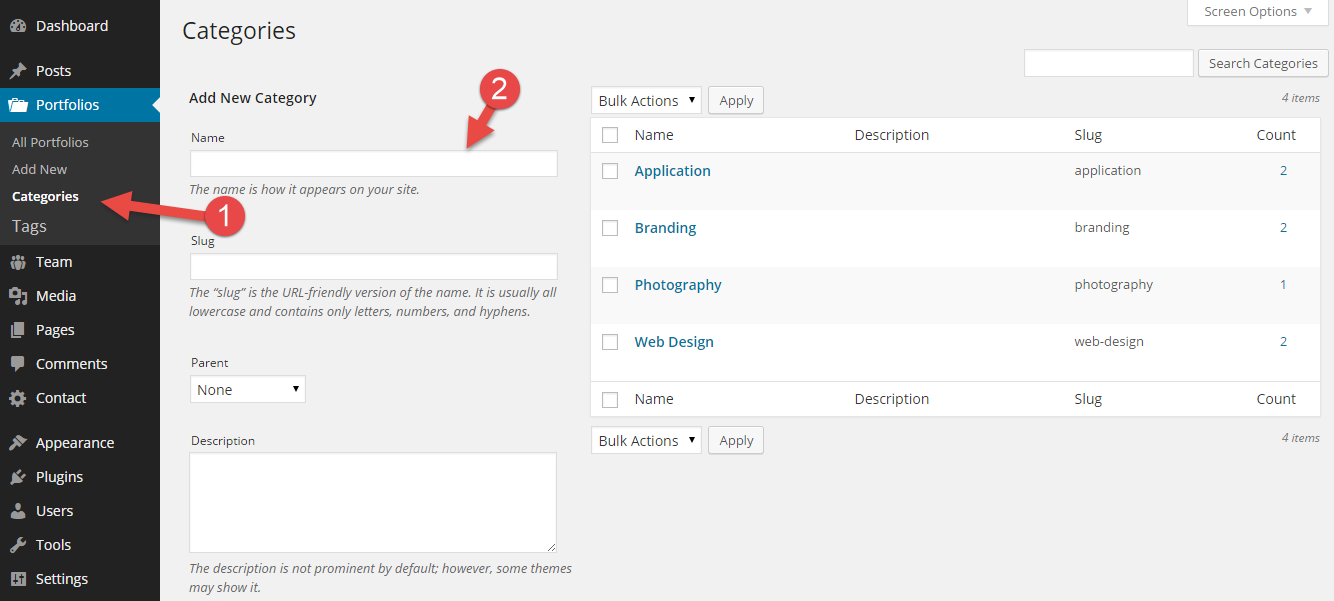 Dashboard
Posts
Portfolios
All Portfolios
Add New
Categories
Tags
Team
Media
Pages
Comments
Contact
Appearance
Plugins
Users
Tools
Settings
Screen Options
Categories
Search Categories
Add New Category
Name
The name is how it appears on your site.
1
2
Slug
The “slug” is the URL-friendly version of the name. It is usually all
lowercase and contains only letters, numbers, and hyphens.
Parent
None
Description
The description is not prominent by default; however, some themes
may show it.
Bulk Actions Apply 4 items
Name Description Slug Count
Application application 2
Branding branding 2
Photography photography 1
Web Design web-design 2
Name Description Slug Count
Bulk Actions Apply 4 items